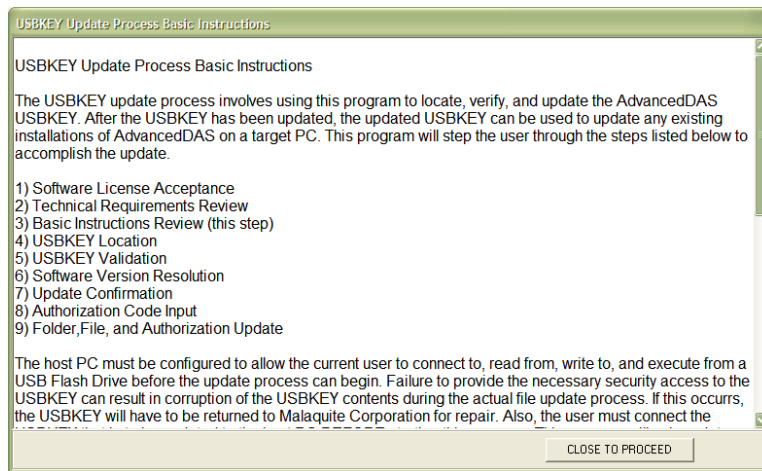 USBKEY Update Process Basic Instructions
USBKEY Update Process Basic Instructions
The USBKEY update process involves using this program to locate, verify, and update the AdvancedDAS
USBKEY. After the USBKEY has been updated, the updated USBKEY can be used to update any existing
installations of AdvancedDAS on a target PC. This program will step the user through the steps listed below to
accomplish the update.
1) Software License Acceptance
2) Technical Requirements Review
3) Basic Instructions Review (this step)
4) USBKEY Location
5) USBKEY Validation
6) Software Version Resolution
7) Update Confirmation
8) Authorization Code Input
9) Folder,File, and Authorization Update
The host PC must be configured to allow the current user to connect to, read from, write to, and execute from a
USB Flash Drive before the update process can begin. Failure to provide the necessary security access to the
USBKEY can result in corruption of the USBKEY contents during the actual file update process. If this occurrs,
the USBKEY will have to be returned to Malaquite Corporation for repair. Also, the user must connect the
CLOSE TO PROCEED